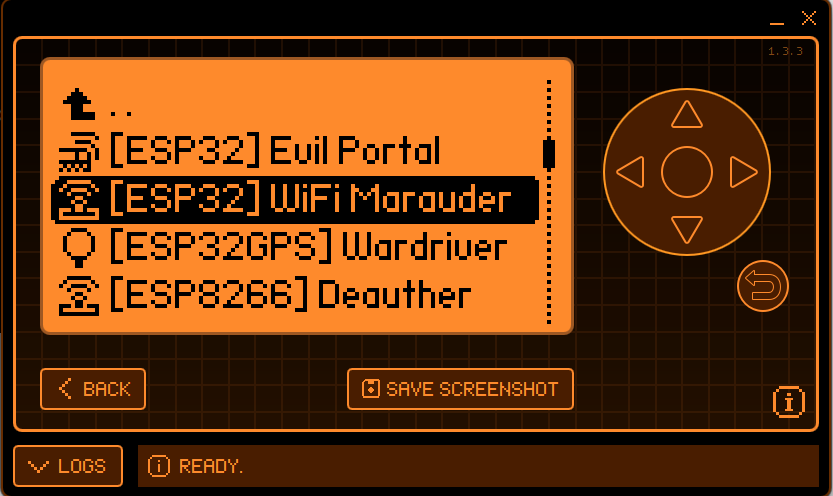 1.3.3
..
[ESP32] Evil Portal
[ESP32] WiFi Marauder
[ESP32GPS] Wardriver
[ESP8266] Deauther
BACK
SAVE SCREENSHOT
LOGS
READY.